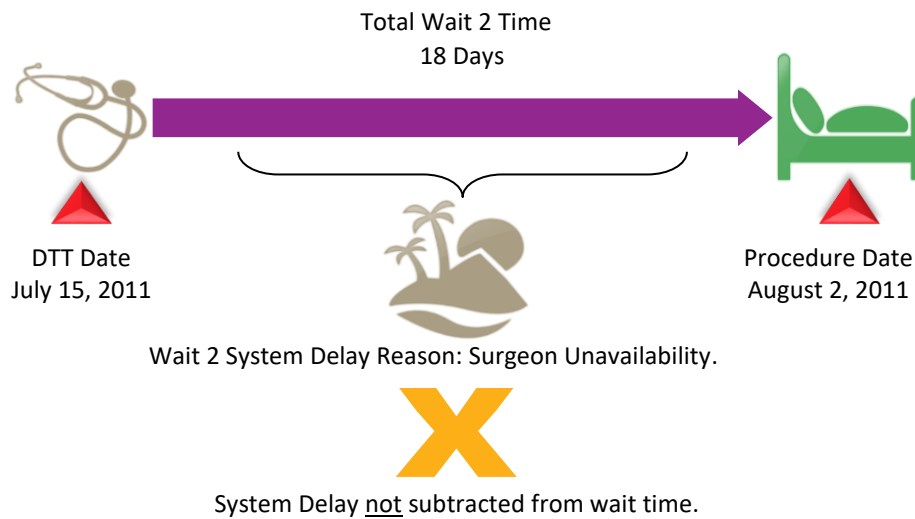 Total Wait 2 Time
18 Days
DTT Date
July 15, 2011
Procedure Date
August 2, 2011
Wait 2 System Delay Reason: Surgeon Unavailability.
System Delay not subtracted from wait time.